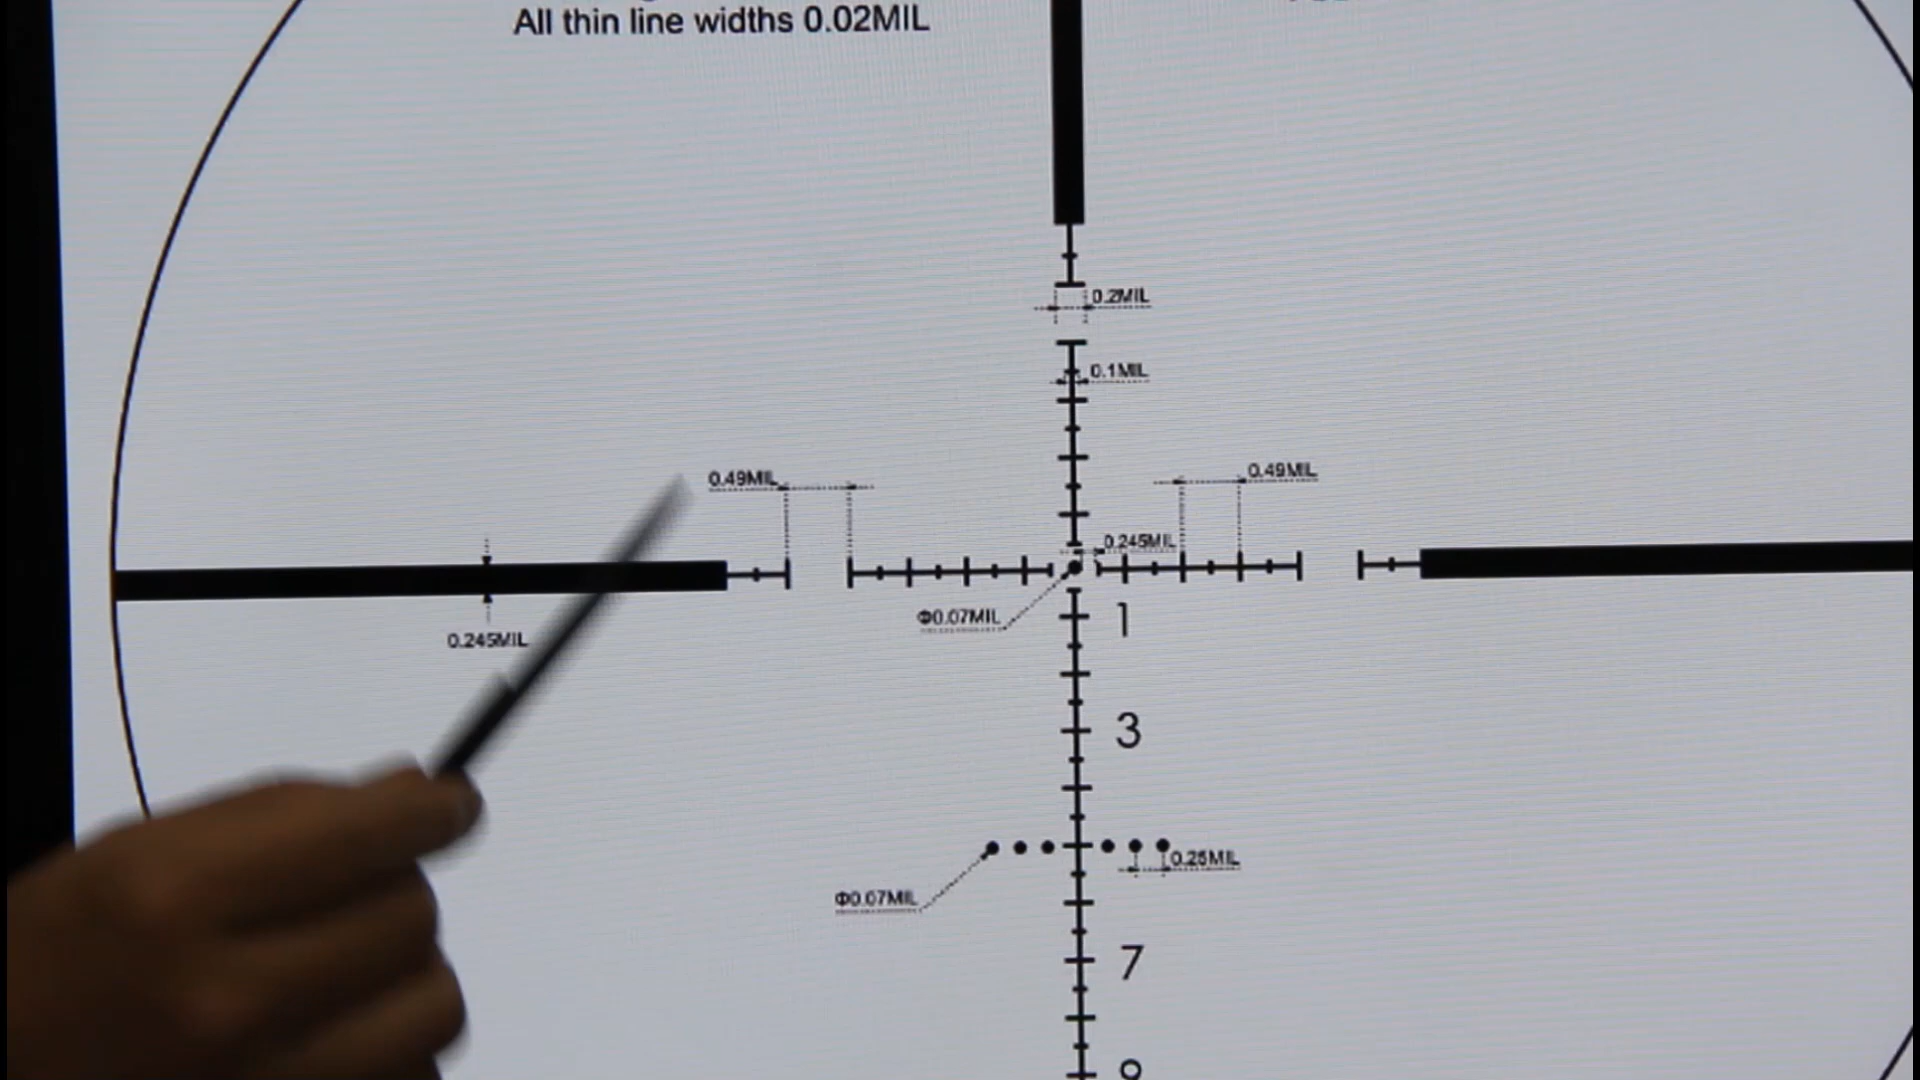 All thin line widths 0.02MIL
0.2MIL
0.1MIL
0.49MIL
0.49MIL
0.245MIL
Φ0.07MIL
1
0.245MIL
3
0.25MIL
Φ0.07MIL
7
9